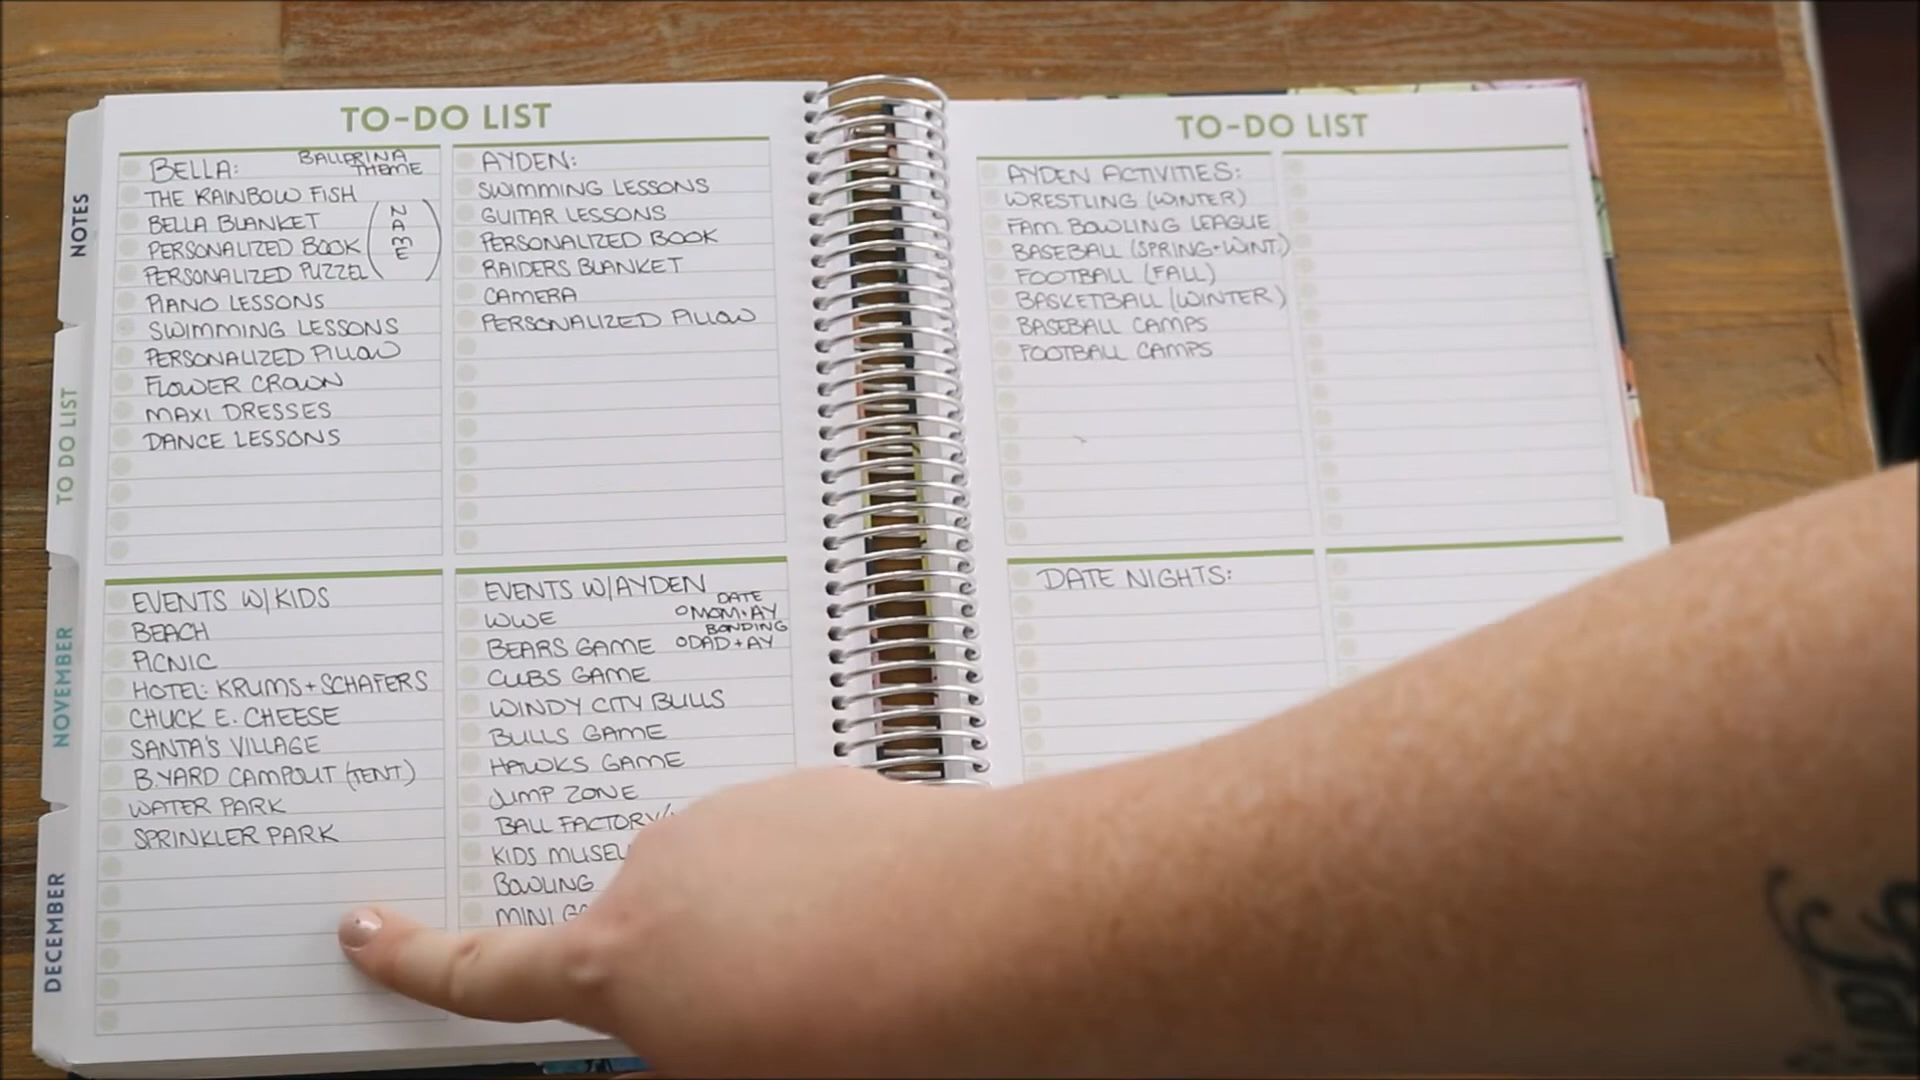 TO-DO LIST
BELLA:
BALLERINA
THEME
THE RAINBOW FISH
BELLA BLANKET
PERSONALIZED BOOK
PERSONALIZED PUZZEL
NAME
PIANO LESSONS
SWIMMING LESSONS
PERSONALIZED PILLOW
FLOWER CROWN
MAXI DRESSES
DANCE LESSONS
AYDEN:
SWIMMING LESSONS
GUITAR LESSONS
PERSONALIZED BOOK
RAIDERS BLANKET
CAMERA
PERSONALIZED PILLOW
EVENTS W/KIDS
BEACH
PICNIC
HOTEL: KRUMS+SCHAFERS
CHUCK E. CHEESE
SANTA'S VILLAGE
B.YARD CAMPOUT (TENT)
WATER PARK
SPRINKLER PARK
EVENTS W/AYDEN
DATE
WWE
MOM+AY
BONDING
BEARS GAME
DAD+AY
CUBS GAME
WINDY CITY BULLS
BULLS GAME
HAWKS GAME
JUMP ZONE
BALL FACTORY/
KIDS
BOWLING
MINI
TO-DO LIST
AYDEN ACTIVITIES:
WRESTLING (WINTER)
FAM. BOWLING LEAGUE
BASEBALL (SPRING+WINT.)
FOOTBALL (FALL)
BASKETBALL (WINTER)
BASEBALL CAMPS
FOOTBALL CAMPS
DATE NIGHTS:
NOTES
TO DO LIST
NOVEMBER
DECEMBER